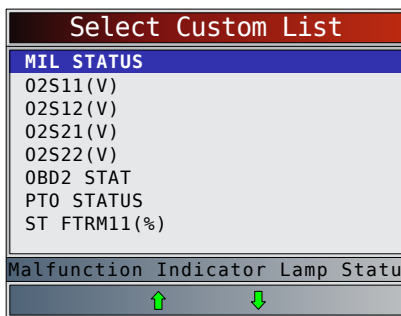 Select Custom List
MIL STATUS
O2S11(V)
O2S12(V)
O2S21(V)
O2S22(V)
OBD2 STAT
PTO STATUS
ST FTRM11(%)
Malfunction Indicator Lamp Statu